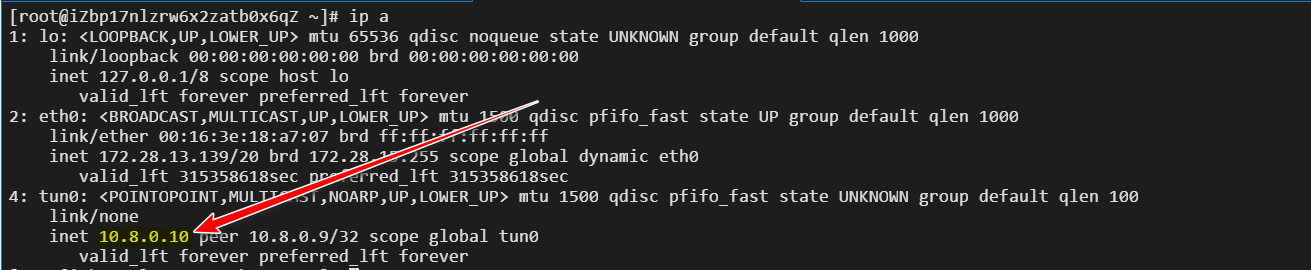 [root@iZbp17nlzrw6x2zatb0x6qZ ~]# ip a
1: lo: <LOOPBACK,UP,LOWER_UP> mtu 65536 qdisc noqueue state UNKNOWN group default qlen 1000
link/loopback 00:00:00:00:00:00 brd 00:00:00:00:00:00
inet 127.0.0.1/8 scope host lo
valid_lft forever preferred_lft forever
2: eth0: <BROADCAST,MULTICAST,UP,LOWER_UP> mtu 1500 qdisc pfifo_fast state UP group default qlen 1000
link/ether 00:16:3e:18:a7:07 brd ff:ff:ff:ff:ff:ff
inet 172.28.13.139/20 brd 172.28.15.255 scope global dynamic eth0
valid_lft 315358618sec preferred_lft 315358618sec
4: tun0: <POINTOPOINT,MULTICAST,NOARP,UP,LOWER_UP> mtu 1500 qdisc pfifo_fast state UNKNOWN group default qlen 100
link/none
inet 10.8.0.10 peer 10.8.0.9/32 scope global tun0
valid_lft forever preferred_lft forever